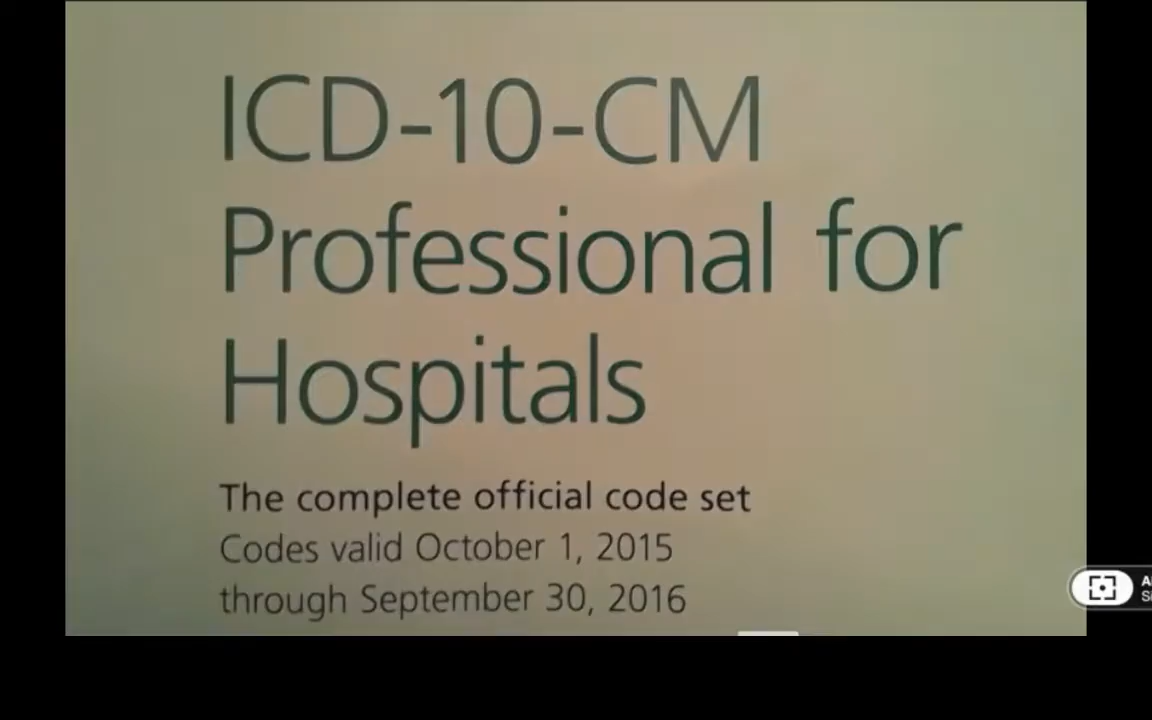 ICD-10-CM
Professional for
Hospitals
The complete official code set
Codes valid October 1, 2015
through September 30, 2016